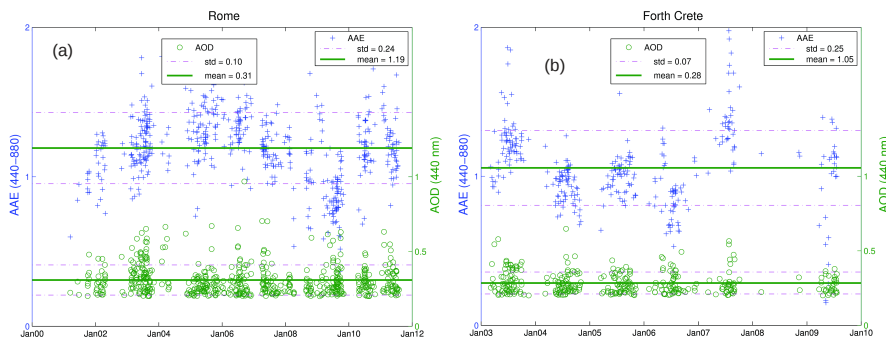 Rome
(a)
AOD
std = 0.10
mean = 0.31
AAE
std = 0.24
mean = 1.19
2
1
0
AAE (440–880)
1
0.5
0
AOD (440 nm)
Jan00
Jan02
Jan04
Jan06
Jan08
Jan10
Jan12
Forth Crete
(b)
AOD
std = 0.07
mean = 0.28
AAE
std = 0.25
mean = 1.05
2
1
0
AAE (440–880)
1
0.5
0
AOD (440 nm)
Jan03
Jan04
Jan05
Jan06
Jan07
Jan08
Jan09
Jan10